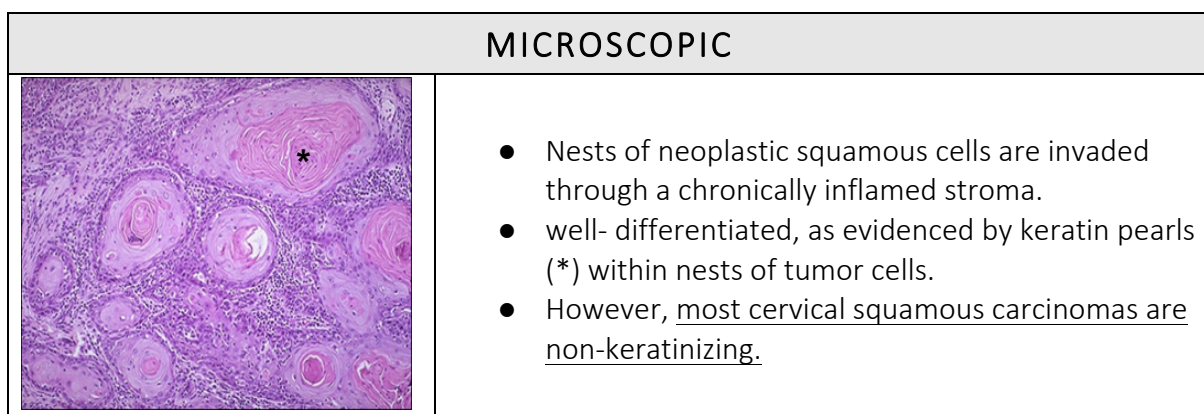 MICROSCOPIC
*
● Nests of neoplastic squamous cells are invaded
through a chronically inflamed stroma.
● well- differentiated, as evidenced by keratin pearls
(*) within nests of tumor cells.
● However, most cervical squamous carcinomas are
non-keratinizing.